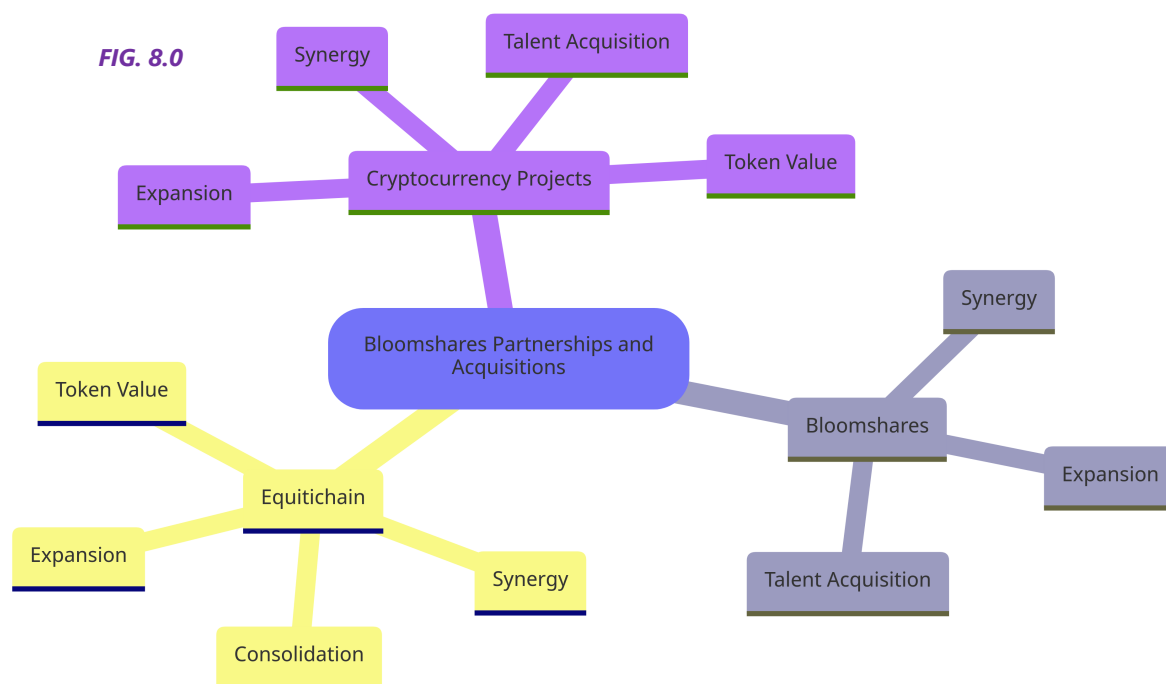 FIG. 8.0
Synergy
Talent Acquisition
Expansion
Cryptocurrency Projects
Token Value
Bloomshares Partnerships and
Acquisitions
Synergy
Bloomshares
Expansion
Talent Acquisition
Token Value
Equitichain
Expansion
Synergy
Consolidation